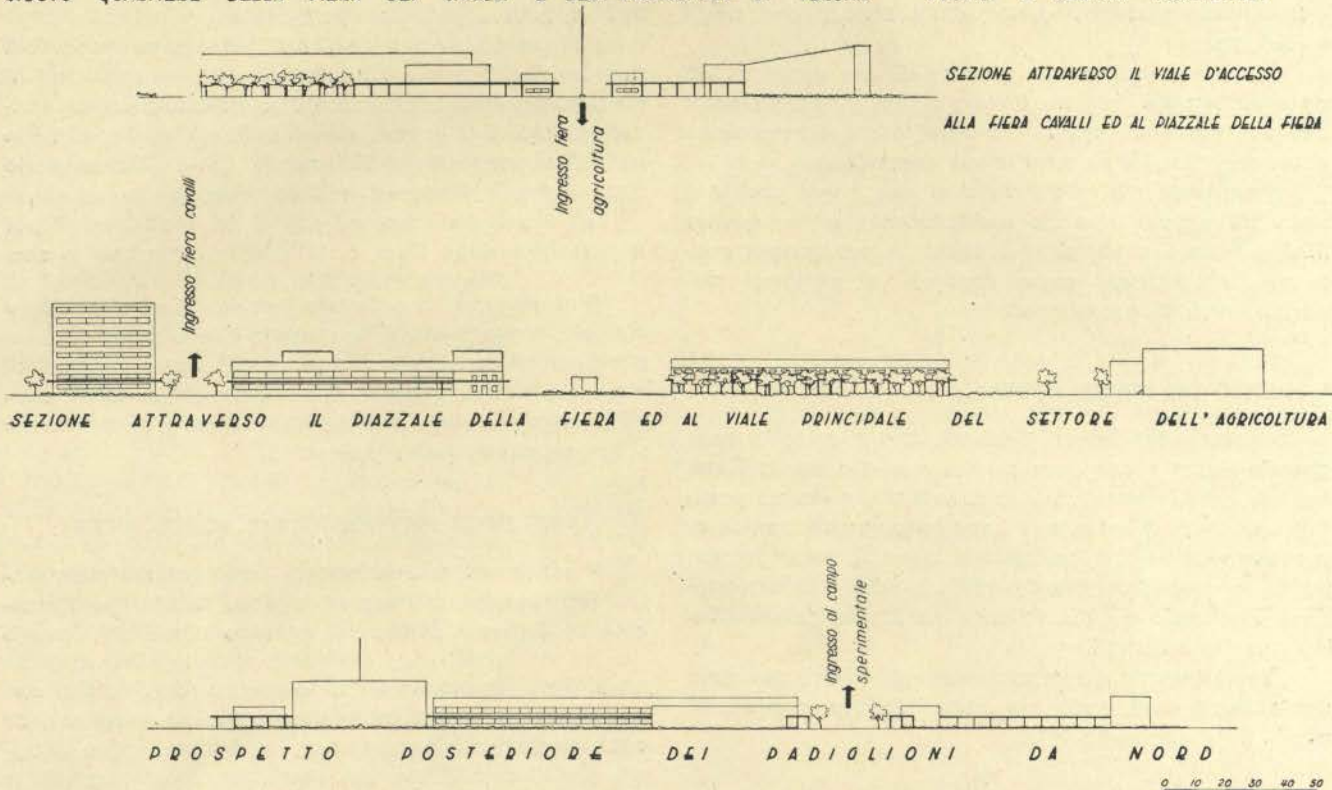 SEZIONE ATTRAVERSO IL VIALE D'ACCESSO
ALLA FIERA CAVALLI ED AL PIAZZALE DELLA FIERA
Ingresso fiera
agricoltura
Ingresso fiera cavalli
SEZIONE ATTRAVERSO IL PIAZZALE DELLA FIERA ED AL VIALE PRINCIPALE DEL SETTORE DELL'AGRICOLTURA
Ingresso al campo
sperimentale
PROSPETTO POSTERIORE DEI PADIGLIONI DA NORD
0 10 20 30 40 50